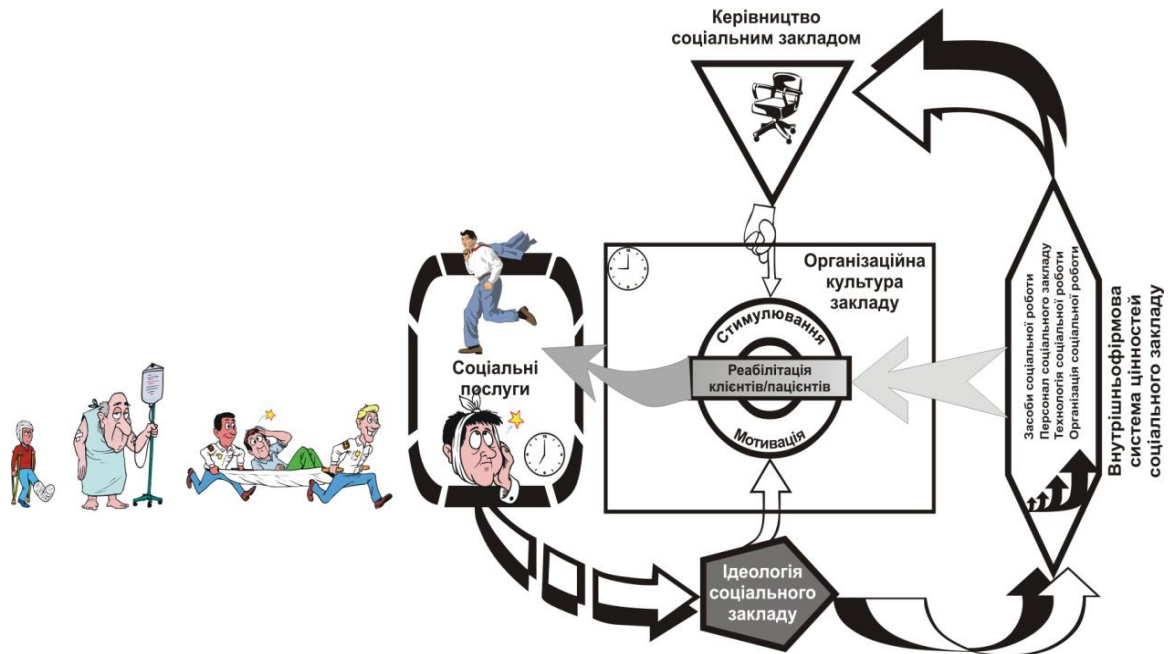 Керівництво
соціальним закладом
Організаційна
культура
закладу
Стимулювання
Реабілітація
клієнтів/пацієнтів
Мотивація
Соціальні
послуги
Ідеологія
соціального
закладу
Засоби соціальної роботи
Персонал соціального закладу
Технологія соціальної роботи
Організація соціальної роботи
Внутрішньофірмова
система цінностей
соціального закладу